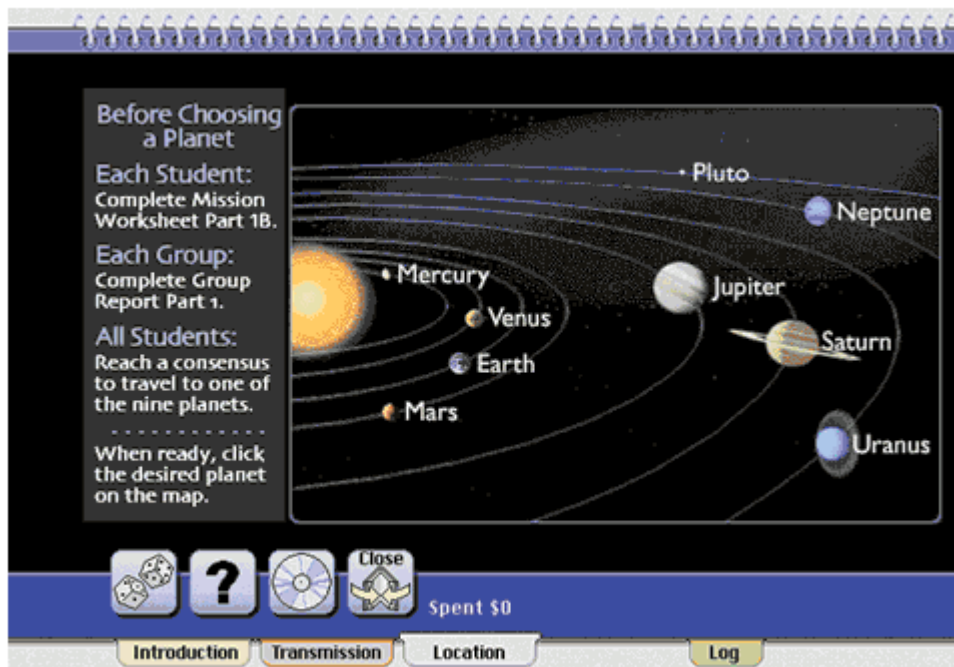 Before Choosing
a Planet
Each Student:
Complete Mission
Worksheet Part 1B.
Each Group:
Complete Group
Report Part 1.
All Students:
Reach a consensus
to travel to one of
the nine planets.
When ready, click
the desired planet
on the map.
Pluto
Neptune
Mercury
Jupiter
Venus
Saturn
Earth
Mars
Uranus
?
Close
Spent $0
Introduction
Transmission
Location
Log